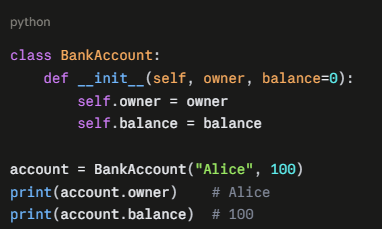 python
class BankAccount:
    def __init__(self, owner, balance=0):
        self.owner = owner
        self.balance = balance
account = BankAccount("Alice", 100)
print(account.owner)    # Alice
print(account.balance)  # 100